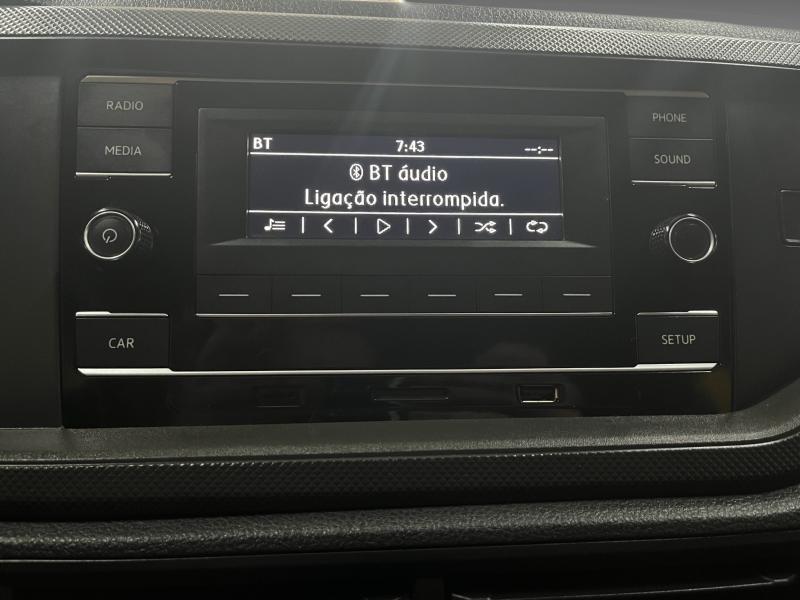 RADIO
MEDIA
CAR
BT 7:43 --:--
BT áudio
Ligação interrompida.
PHONE
SOUND
SETUP